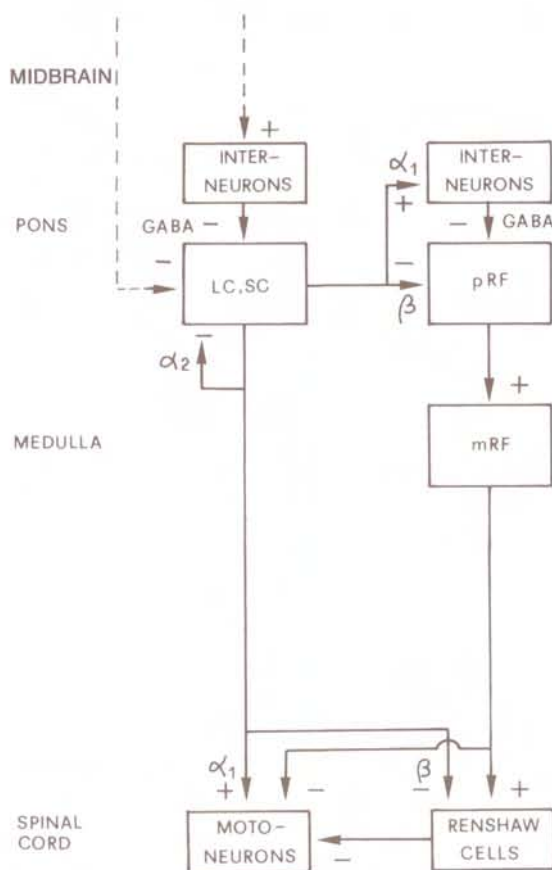 MIDBRAIN
+
INTER-
NEURONS
α1
+
INTER-
NEURONS
PONS
GABA −
− GABA
−
LC, SC
−
β
pRF
−
α2
+
MEDULLA
mRF
α1
+
−
β
−
+
SPINAL
CORD
MOTO-
NEURONS
−
RENSHAW
CELLS